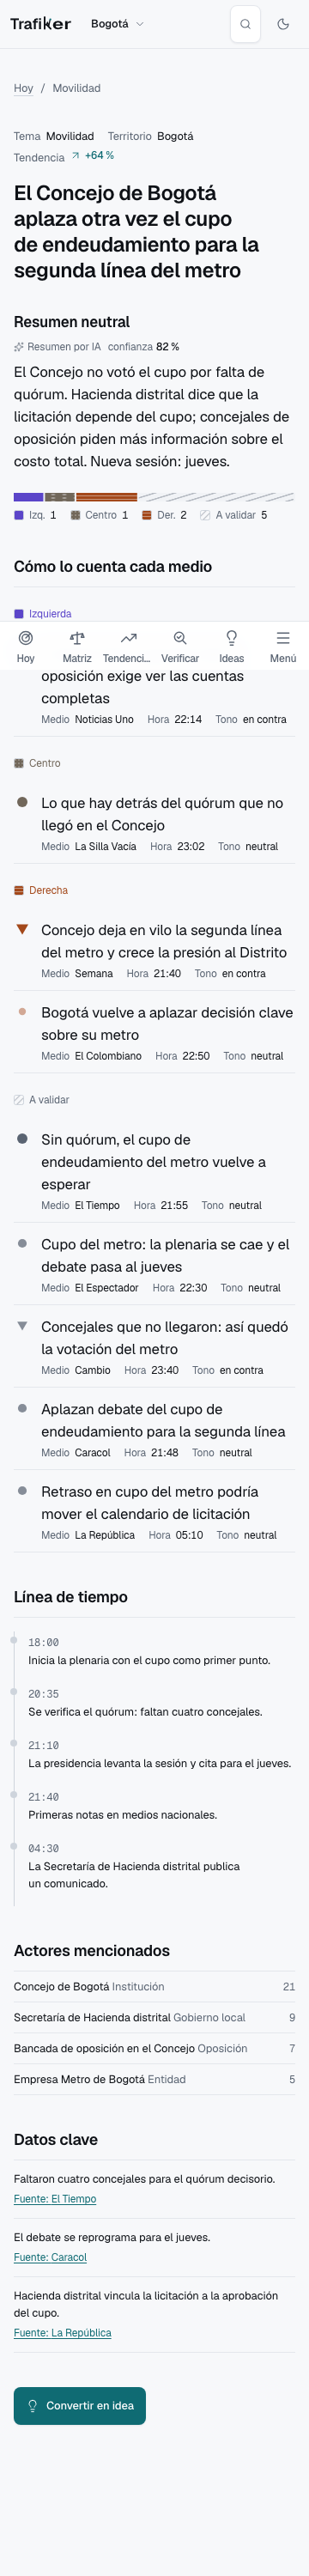 Trafiker
Bogotá
Hoy / Movilidad
Tema Movilidad Territorio Bogotá
Tendencia +64 %
El Concejo de Bogotá
aplaza otra vez el cupo
de endeudamiento para la
segunda línea del metro
Resumen neutral
Resumen por IA confianza 82 %
El Concejo no votó el cupo por falta de
quórum. Hacienda distrital dice que la
licitación depende del cupo; concejales de
oposición piden más información sobre el
costo total. Nueva sesión: jueves.
Izq. 1 Centro 1 Der. 2 A validar 5
Cómo lo cuenta cada medio
Izquierda
Hoy Matriz Tendenci... Verificar Ideas Menú
oposición exige ver las cuentas
completas
Medio Noticias Uno Hora 22:14 Tono en contra
Centro
Lo que hay detrás del quórum que no
llegó en el Concejo
Medio La Silla Vacía Hora 23:02 Tono neutral
Derecha
Concejo deja en vilo la segunda línea
del metro y crece la presión al Distrito
Medio Semana Hora 21:40 Tono en contra
Bogotá vuelve a aplazar decisión clave
sobre su metro
Medio El Colombiano Hora 22:50 Tono neutral
A validar
Sin quórum, el cupo de
endeudamiento del metro vuelve a
esperar
Medio El Tiempo Hora 21:55 Tono neutral
Cupo del metro: la plenaria se cae y el
debate pasa al jueves
Medio El Espectador Hora 22:30 Tono neutral
Concejales que no llegaron: así quedó
la votación del metro
Medio Cambio Hora 23:40 Tono en contra
Aplazan debate del cupo de
endeudamiento para la segunda línea
Medio Caracol Hora 21:48 Tono neutral
Retraso en cupo del metro podría
mover el calendario de licitación
Medio La República Hora 05:10 Tono neutral
Línea de tiempo
18:00
Inicia la plenaria con el cupo como primer punto.
20:35
Se verifica el quórum: faltan cuatro concejales.
21:10
La presidencia levanta la sesión y cita para el jueves.
21:40
Primeras notas en medios nacionales.
04:30
La Secretaría de Hacienda distrital publica
un comunicado.
Actores mencionados
Concejo de Bogotá Institución 21
Secretaría de Hacienda distrital Gobierno local 9
Bancada de oposición en el Concejo Oposición 7
Empresa Metro de Bogotá Entidad 5
Datos clave
Faltaron cuatro concejales para el quórum decisorio.
Fuente: El Tiempo
El debate se reprograma para el jueves.
Fuente: Caracol
Hacienda distrital vincula la licitación a la aprobación
del cupo.
Fuente: La República
Convertir en idea